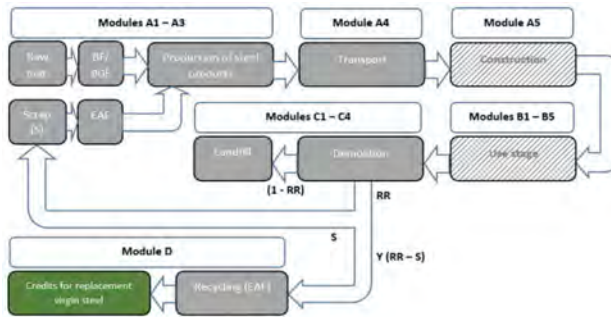 Modules A1 – A3
Module A4
Module A5
Raw
BF/
BOF
Production of steel
products
Transport
Construction
Scrap
(S)
EAF
Modules C1 – C4
Modules B1 – B5
Landfill
Demolition
Use stage
(1 - RR)
RR
S
Y (RR – S)
Module D
Credits for replacement
virgin steel
Recycling (EAF)